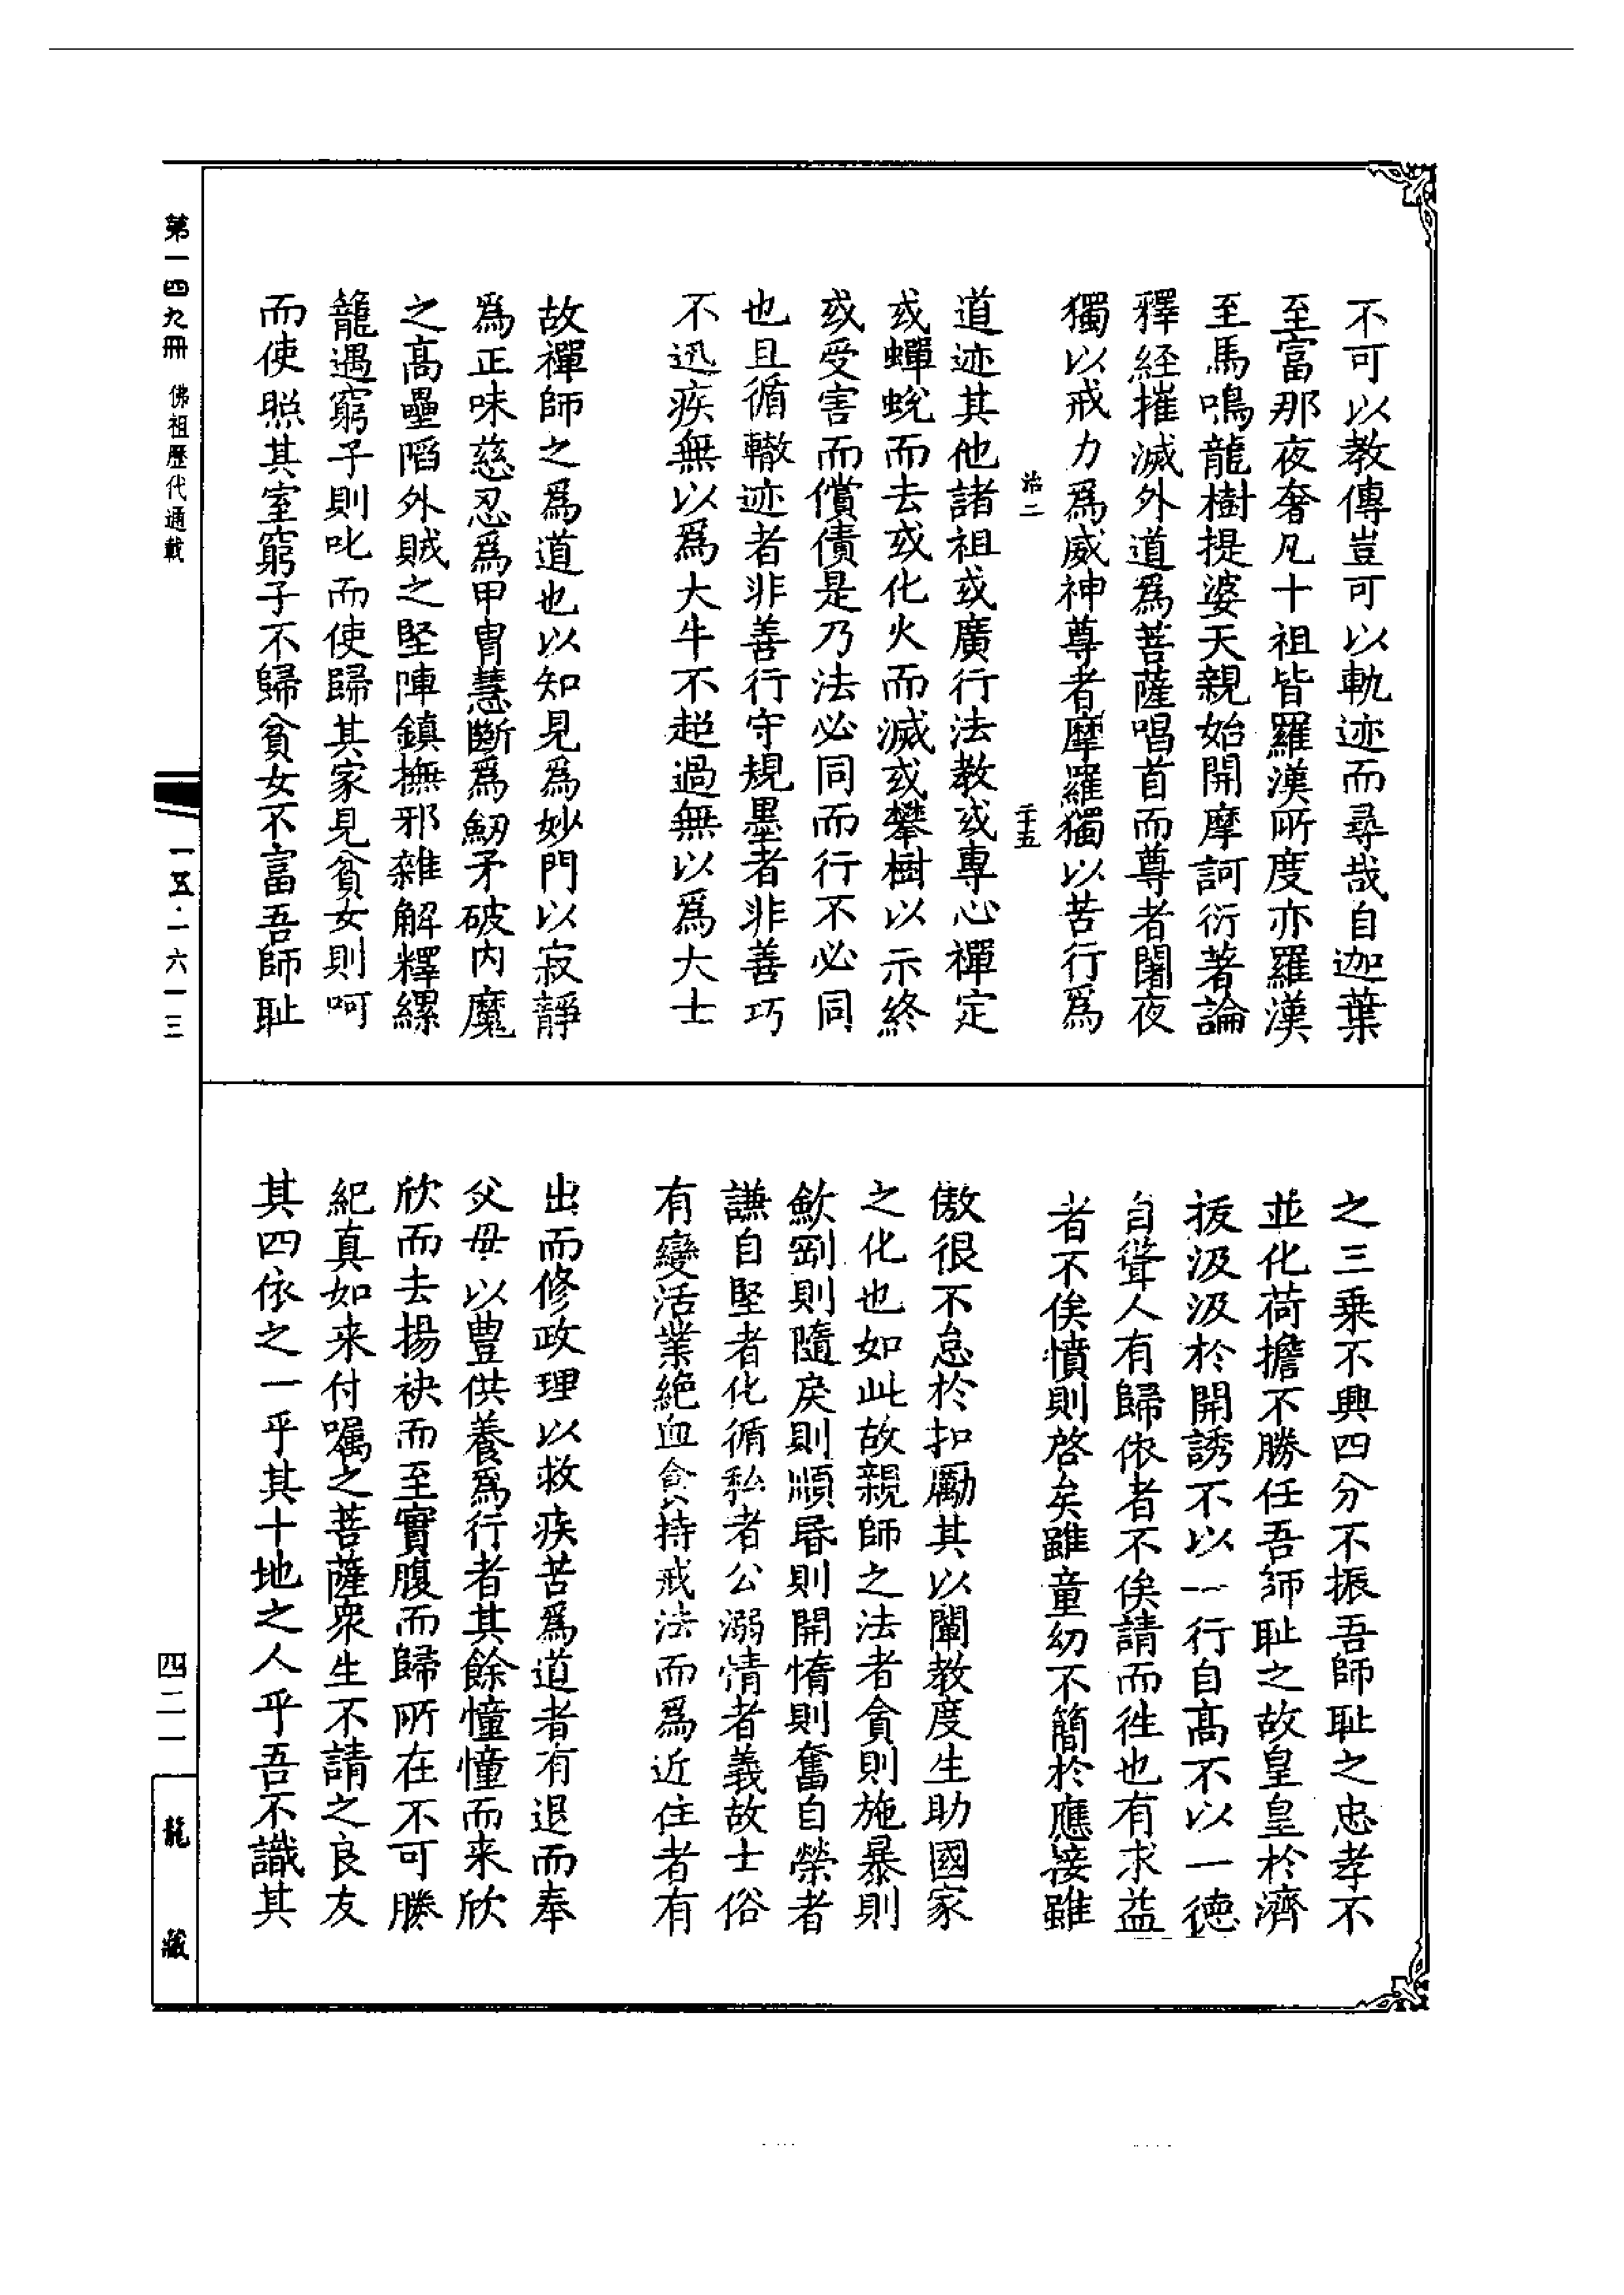 不可以教傳豈可以軌迹而尋哉自迦葉
至富那夜奢凡十祖皆羅漢所度亦羅漢
至馬鳴龍樹提婆天親始開摩訶衍著論
釋経摧滅外道為菩薩唱首而尊者闍夜
獨以戒力為威神尊者摩羅獨以苦行爲
治二
二十五
道迹其他諸祖或廣行法教或專心禪定
或蟬蛻而去或化火而滅或攀樹以示終
或受害而償債是乃法必同而行不必同
也且循轍迹者非善行守規墨者非善巧
不迅疾無以爲大牛不超過無以爲大士
故禪師之爲道也以知見爲妙門以寂靜
爲正味慈忍爲甲冑慧斷爲劒矛破内魔
之高壘陷外賊之堅陣鎮撫邪雜解釋縲
籠遇窮子則叱而使歸其家見貧女則呵
而使照其室窮子不歸貧女不富吾師耻
之三乗不興四分不振吾師耻之忠孝不
並化荷擔不勝任吾師耻之故皇皇於濟
拔汲汲於開誘不以一行自高不以一德
自聳人有歸依者不俟請而徃也有求益
者不俟憤則啓矣雖童幼不簡於應接雖
傲很不怠於扣勵其以闡教度生助國家
之化也如此故親師之法者貪則施暴則
歛剛則隨戾則順昬則開惰則奮自榮者
謙自堅者化循私者公溺情者義故士俗
有變活業絶血食持戒法而爲近住者有
出而修政理以救疾苦爲道者有退而奉
父毋以豊供養爲行者其餘憧憧而来欣
欣而去揚袂而至實腹而歸所在不可勝
紀真如来付嘱之菩薩衆生不請之良友
其四依之一乎其十地之人乎吾不識其
第一四九冊 佛祖歷代通載
一五·一六一三
四二一
龍藏